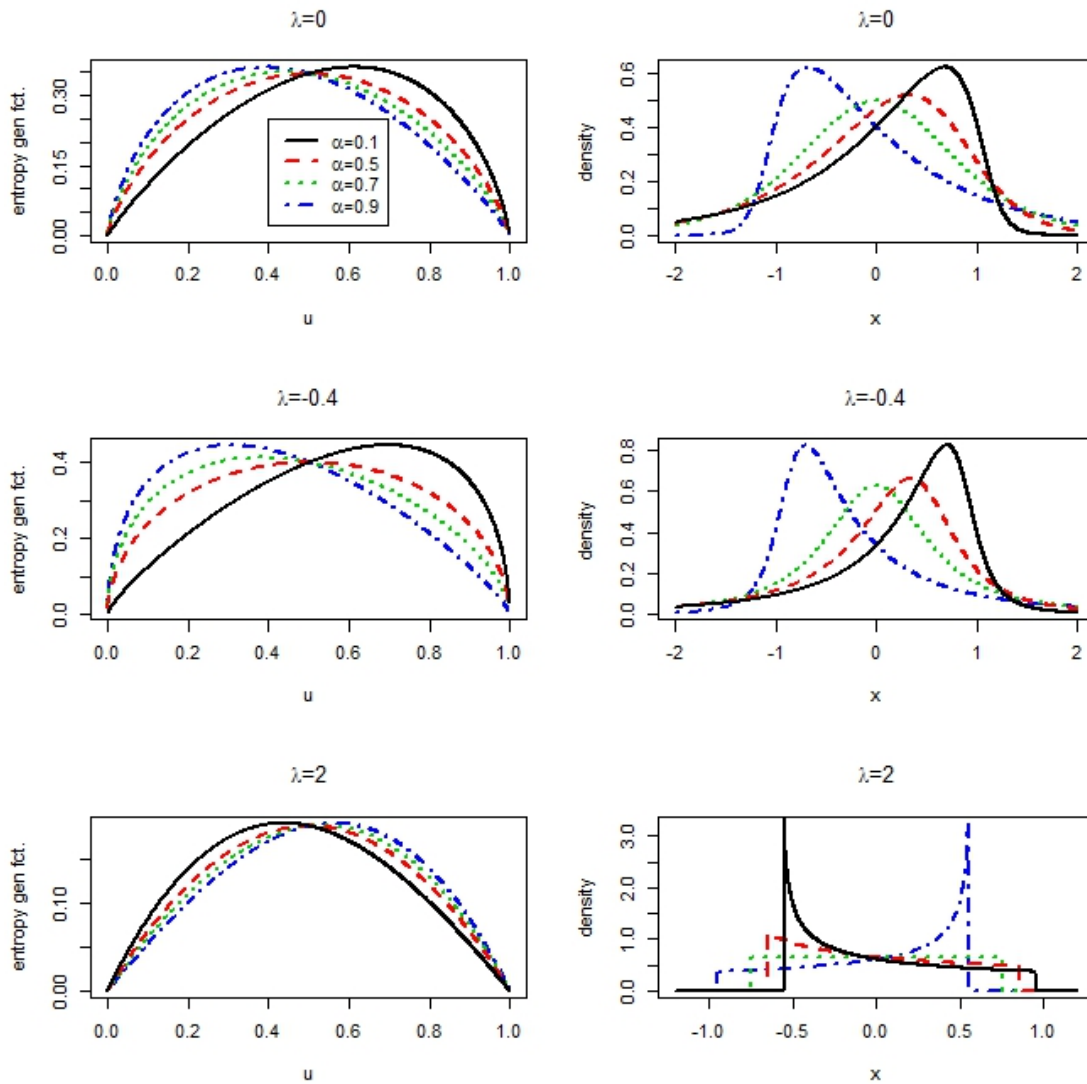 λ=0
entropy gen fct.
0.00 0.15 0.30
α=0.1
α=0.5
α=0.7
α=0.9
0.0 0.2 0.4 0.6 0.8 1.0
u
λ=0
density
0.0 0.2 0.4 0.6
-2 -1 0 1 2
x
λ=-0.4
entropy gen fct.
0.0 0.2 0.4
0.0 0.2 0.4 0.6 0.8 1.0
u
λ=-0.4
density
0.0 0.2 0.4 0.6 0.8
-2 -1 0 1 2
x
λ=2
entropy gen fct.
0.00 0.10
0.0 0.2 0.4 0.6 0.8 1.0
u
λ=2
density
0.0 1.0 2.0 3.0
-1.0 -0.5 0.0 0.5 1.0
x